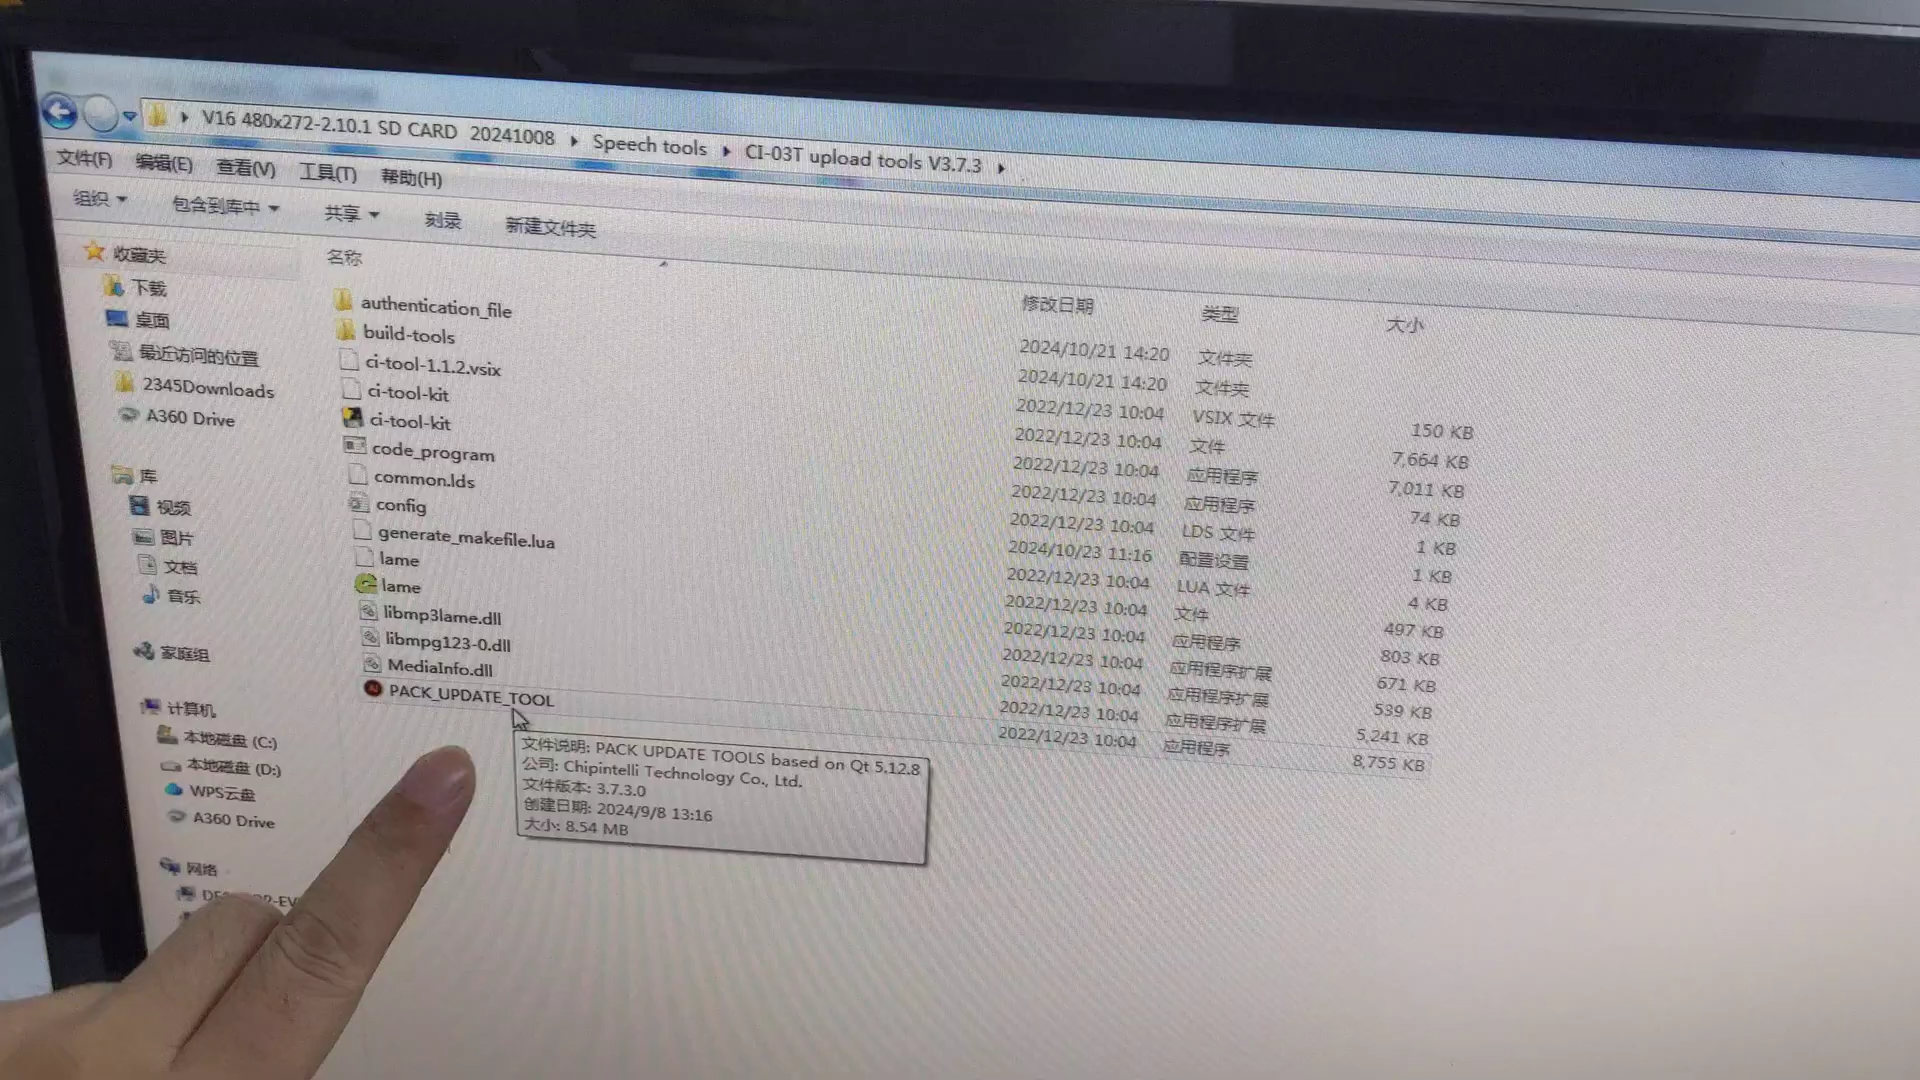 V16 480x272-2.10.1 SD CARD 20241008 Speech tools CI-03T upload tools V3.7.3
文件(F) 编辑(E) 查看(V) 工具(T) 帮助(H)
组织 包含到库中 共享 刻录 新建文件夹
收藏夹
下载
桌面
最近访问的位置
2345Downloads
A360 Drive
库
视频
图片
文档
音乐
家庭组
计算机
本地磁盘 (C:)
本地磁盘 (D:)
WPS云盘
A360 Drive
网络
名称 修改日期 类型 大小
authentication_file 2024/10/21 14:20 文件夹
build-tools 2024/10/21 14:20 文件夹
ci-tool-1.1.2.vsix 2022/12/23 10:04 VSIX 文件 150 KB
ci-tool-kit 2022/12/23 10:04 文件 7,664 KB
ci-tool-kit 2022/12/23 10:04 应用程序 7,011 KB
code_program 2022/12/23 10:04 应用程序 74 KB
common.lds 2022/12/23 10:04 LDS 文件 1 KB
config 2024/10/23 11:16 配置设置 1 KB
generate_makefile.lua 2022/12/23 10:04 LUA 文件 4 KB
lame 2022/12/23 10:04 文件 497 KB
lame 2022/12/23 10:04 应用程序 803 KB
libmp3lame.dll 2022/12/23 10:04 应用程序扩展 671 KB
libmpg123-0.dll 2022/12/23 10:04 应用程序扩展 539 KB
MediaInfo.dll 2022/12/23 10:04 应用程序扩展 5,241 KB
PACK_UPDATE_TOOL 2022/12/23 10:04 应用程序 8,755 KB
文件说明: PACK UPDATE TOOLS based on Qt 5.12.8
公司: Chipintelli Technology Co., Ltd.
文件版本: 3.7.3.0
创建日期: 2024/9/8 13:16
大小: 8.54 MB